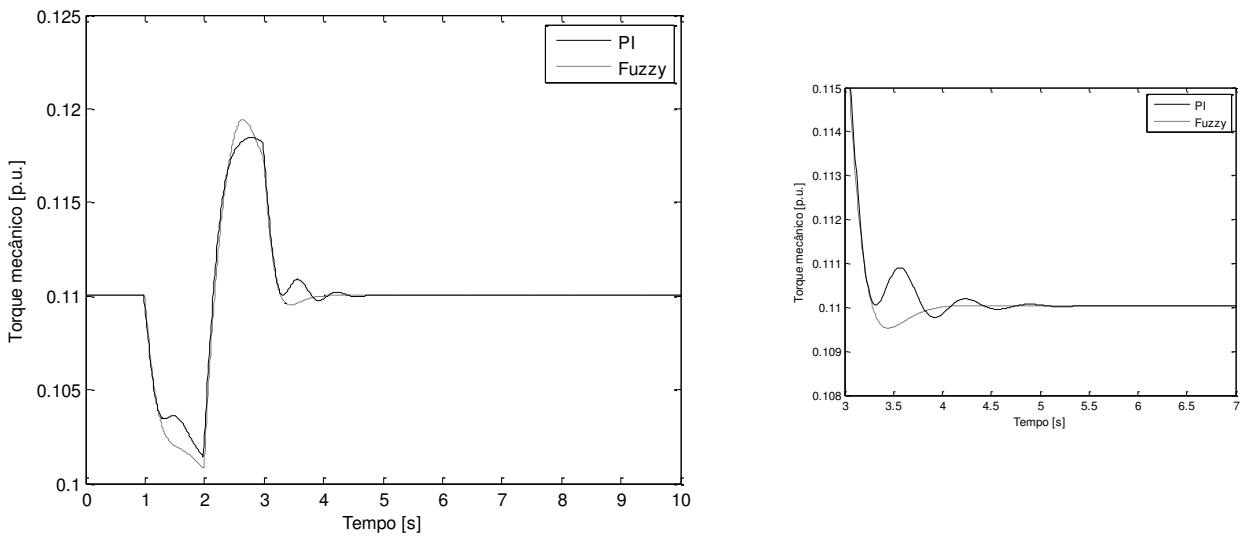 0.125
0.12
0.115
0.11
0.105
0.1
Torque mecânico [p.u.]
PI
Fuzzy
0 1 2 3 4 5 6 7 8 9 10
Tempo [s]
0.115
0.114
0.113
0.112
0.111
0.110
0.109
0.108
Torque mecânico [p.u.]
PI
Fuzzy
3 3.5 4 4.5 5 5.5 6 6.5 7
Tempo [s]